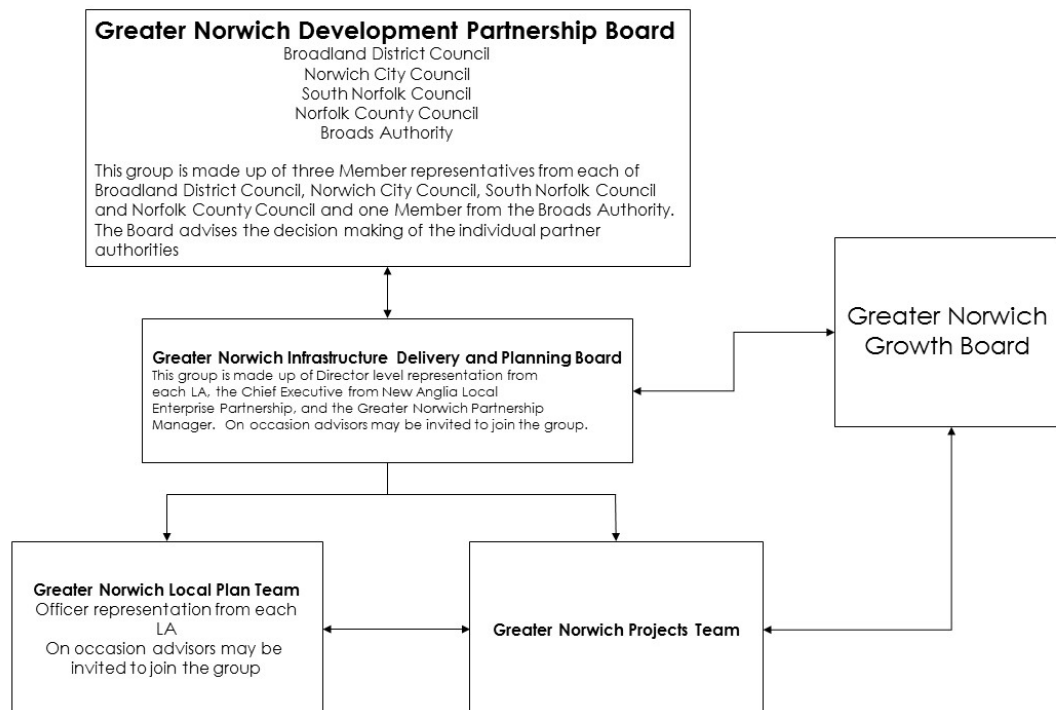 Greater Norwich Development Partnership Board
Broadland District Council
Norwich City Council
South Norfolk Council
Norfolk County Council
Broads Authority
This group is made up of three Member representatives from each of
Broadland District Council, Norwich City Council, South Norfolk Council
and Norfolk County Council and one Member from the Broads Authority.
The Board advises the decision making of the individual partner
authorities
Greater Norwich
Growth Board
Greater Norwich Infrastructure Delivery and Planning Board
This group is made up of Director level representation from
each LA, the Chief Executive from New Anglia Local
Enterprise Partnership, and the Greater Norwich Partnership
Manager. On occasion advisors may be invited to join the group.
Greater Norwich Local Plan Team
Officer representation from each
LA
On occasion advisors may be
invited to join the group
Greater Norwich Projects Team